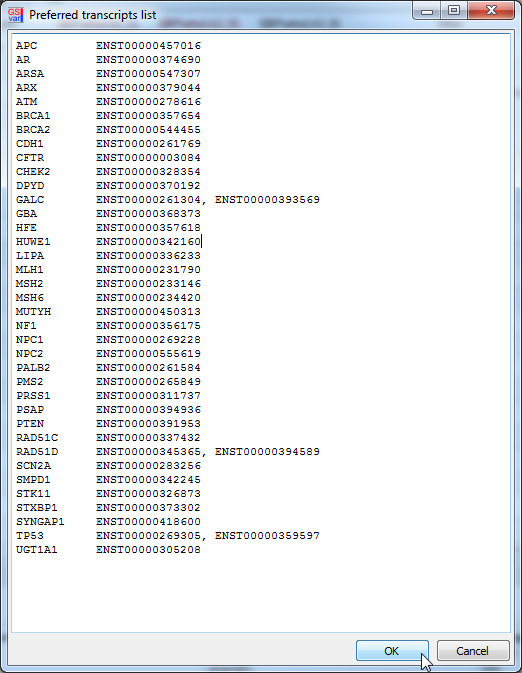 GS
var
Preferred transcripts list
APC ENST00000457016
AR ENST00000374690
ARSA ENST00000547307
ARX ENST00000379044
ATM ENST00000278616
BRCA1 ENST00000357654
BRCA2 ENST00000544455
CDH1 ENST00000261769
CFTR ENST00000003084
CHEK2 ENST00000328354
DPYD ENST00000370192
GALC ENST00000261304, ENST00000393569
GBA ENST00000368373
HFE ENST00000357618
HUWE1 ENST00000342160
LIPA ENST00000336233
MLH1 ENST00000231790
MSH2 ENST00000233146
MSH6 ENST00000234420
MUTYH ENST00000450313
NF1 ENST00000356175
NPC1 ENST00000269228
NPC2 ENST00000555619
PALB2 ENST00000261584
PMS2 ENST00000265849
PRSS1 ENST00000311737
PSAP ENST00000394936
PTEN ENST00000391953
RAD51C ENST00000337432
RAD51D ENST00000345365, ENST00000394589
SCN2A ENST00000283256
SMPD1 ENST00000342245
STK11 ENST00000326873
STXBP1 ENST00000373302
SYNGAP1 ENST00000418600
TP53 ENST00000269305, ENST00000359597
UGT1A1 ENST00000305208
OK Cancel